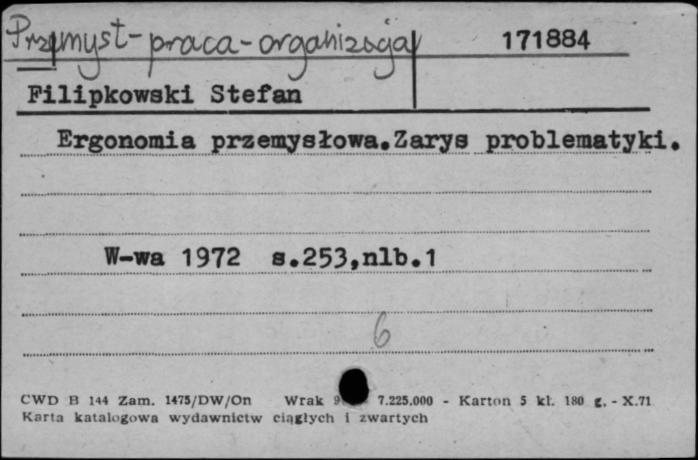 Przemysł-praca-organizacja 171884
Filipkowski Stefan
Ergonomia przemysłowa.Zarys problematyki.
W-wa 1972 s.253,nlb.1
6
CWD B 144 Zam. 1475/DW/On Wrak 7.225.000 - Karton 5 kl. 180 g. - X.71
Karta katalogowa wydawnictw ciągłych i zwartych